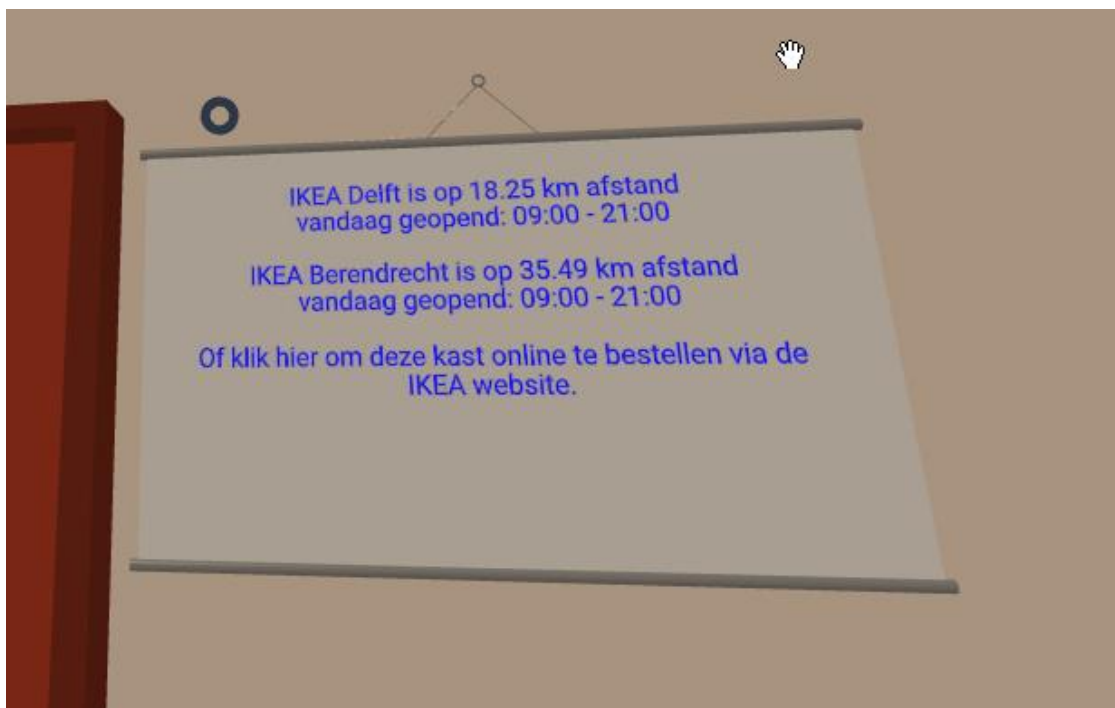 IKEA Delft is op 18.25 km afstand
vandaag geopend: 09:00 - 21:00
IKEA Berendrecht is op 35.49 km afstand
vandaag geopend: 09:00 - 21:00
Of klik hier om deze kast online te bestellen via de
IKEA website.